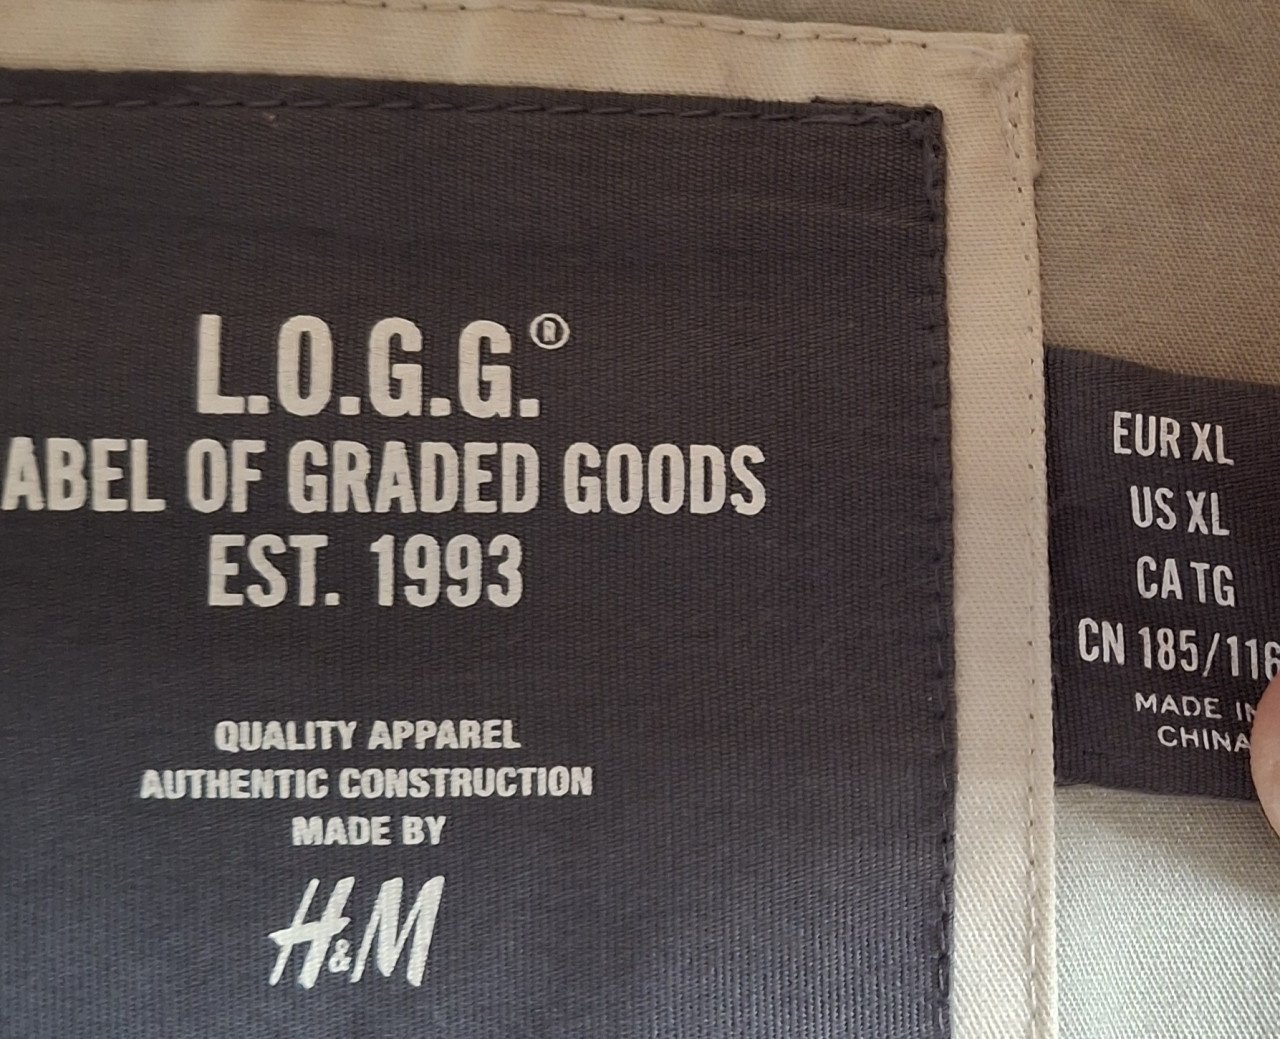 L.O.G.G.®
ABEL OF GRADED GOODS
EST. 1993
QUALITY APPAREL
AUTHENTIC CONSTRUCTION
MADE BY
H&M
EUR XL
US XL
CA TG
CN 185/116
MADE IN
CHINA